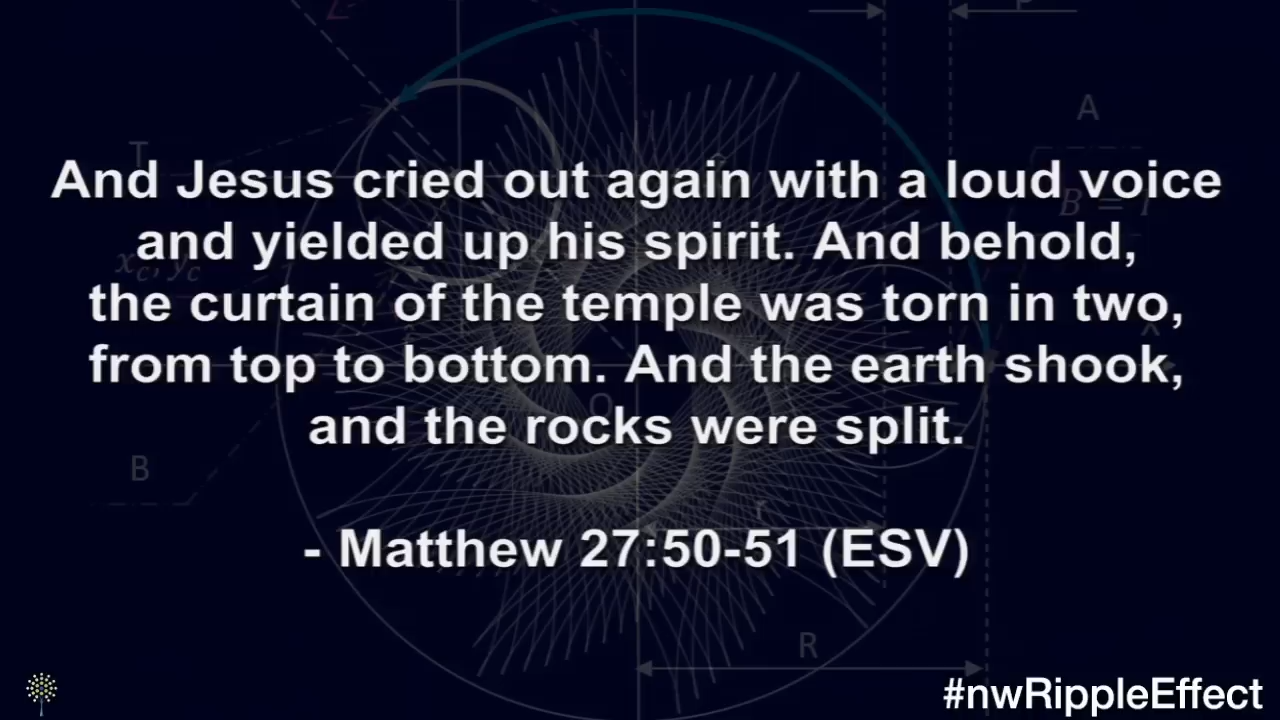 And Jesus cried out again with a loud voice
and yielded up his spirit. And behold,
the curtain of the temple was torn in two,
from top to bottom. And the earth shook,
and the rocks were split.
- Matthew 27:50-51 (ESV)
T
A
x_c, y_c
B
O
r
R
#nwRippleEffect